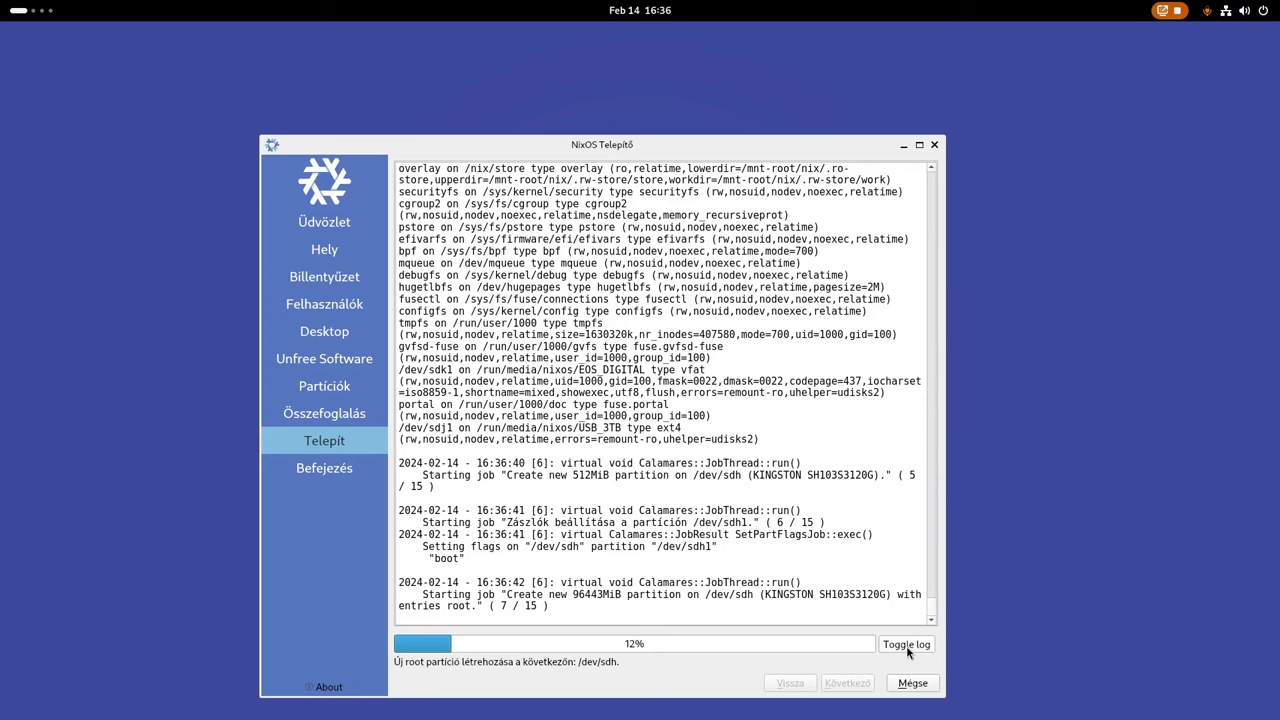 Feb 14 16:36
NixOS Telepítő
Üdvözlet
Hely
Billentyűzet
Felhasználók
Desktop
Unfree Software
Partíciók
Összefoglalás
Telepít
Befejezés
About
overlay on /nix/store type overlay (ro,relatime,lowerdir=/mnt-root/nix/.ro-
store,upperdir=/mnt-root/nix/.rw-store/store,workdir=/mnt-root/nix/.rw-store/work)
securityfs on /sys/kernel/security type securityfs (rw,nosuid,nodev,noexec,relatime)
cgroup2 on /sys/fs/cgroup type cgroup2
(rw,nosuid,nodev,noexec,relatime,nsdelegate,memory_recursiveprot)
pstore on /sys/fs/pstore type pstore (rw,nosuid,nodev,noexec,relatime)
efivarfs on /sys/firmware/efi/efivars type efivarfs (rw,nosuid,nodev,noexec,relatime)
bpf on /sys/fs/bpf type bpf (rw,nosuid,nodev,noexec,relatime,mode=700)
mqueue on /dev/mqueue type mqueue (rw,nosuid,nodev,noexec,relatime)
debugfs on /sys/kernel/debug type debugfs (rw,nosuid,nodev,noexec,relatime)
hugetlbfs on /dev/hugepages type hugetlbfs (rw,nosuid,nodev,relatime,pagesize=2M)
fusectl on /sys/fs/fuse/connections type fusectl (rw,nosuid,nodev,noexec,relatime)
configfs on /sys/kernel/config type configfs (rw,nosuid,nodev,noexec,relatime)
tmpfs on /run/user/1000 type tmpfs
(rw,nosuid,nodev,relatime,size=1630320k,nr_inodes=407580,mode=700,uid=1000,gid=100)
gvfsd-fuse on /run/user/1000/gvfs type fuse.gvfsd-fuse
(rw,nosuid,nodev,relatime,user_id=1000,group_id=100)
/dev/sdk1 on /run/media/nixos/EOS_DIGITAL type vfat
(rw,nosuid,nodev,relatime,uid=1000,gid=100,fmask=0022,dmask=0022,codepage=437,iocharset
=iso8859-1,shortname=mixed,showexec,utf8,flush,errors=remount-ro,uhelper=udisks2)
portal on /run/user/1000/doc type fuse.portal
(rw,nosuid,nodev,relatime,user_id=1000,group_id=100)
/dev/sdj1 on /run/media/nixos/USB_3TB type ext4
(rw,nosuid,nodev,relatime,errors=remount-ro,uhelper=udisks2)
2024-02-14 - 16:36:40 [6]: virtual void Calamares::JobThread::run()
Starting job "Create new 512MiB partition on /dev/sdh (KINGSTON SH103S3120G)." ( 5
/ 15 )
2024-02-14 - 16:36:41 [6]: virtual void Calamares::JobThread::run()
Starting job "Zászlók beállítása a partíción /dev/sdh1." ( 6 / 15 )
2024-02-14 - 16:36:41 [6]: virtual Calamares::JobResult SetPartFlagsJob::exec()
Setting flags on "/dev/sdh" partition "/dev/sdh1"
"boot"
2024-02-14 - 16:36:42 [6]: virtual void Calamares::JobThread::run()
Starting job "Create new 96443MiB partition on /dev/sdh (KINGSTON SH103S3120G) with
entries root." ( 7 / 15 )
12%
Toggle log
Új root partíció létrehozása a következőn: /dev/sdh.
Vissza
Következő
Mégse